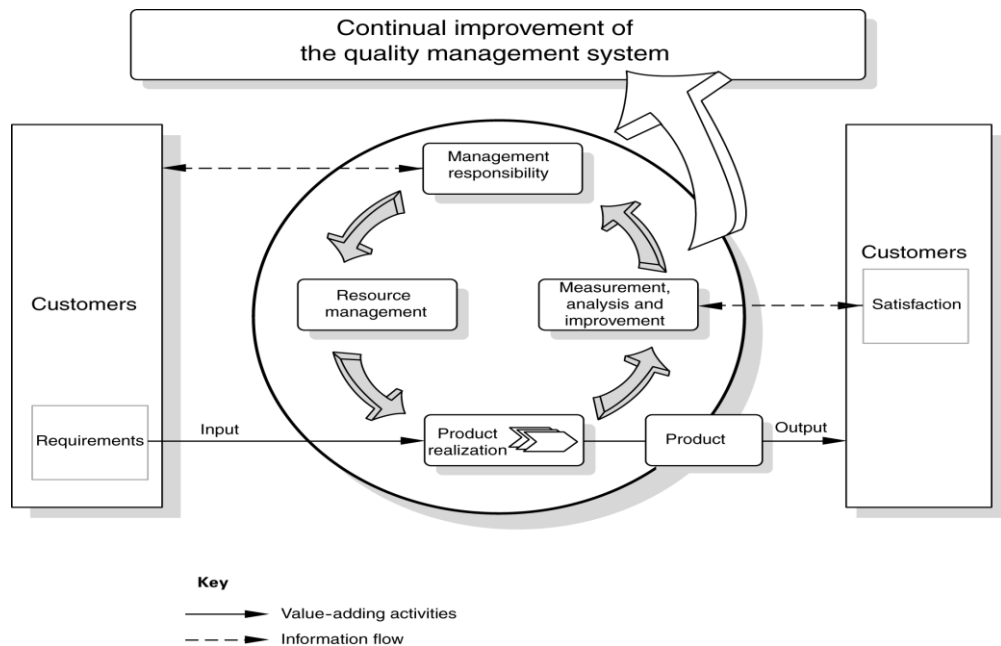 Continual improvement of
the quality management system
Management
responsibility
Customers
Resource
management
Measurement,
analysis and
improvement
Customers
Satisfaction
Requirements
Input
Product
realization
Product
Output
Key
Value-adding activities
Information flow